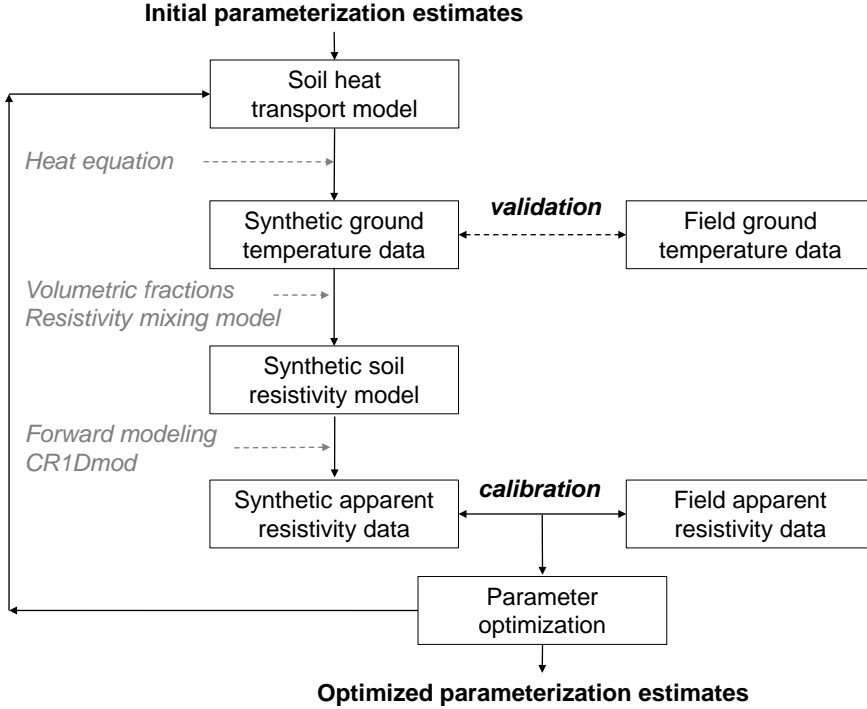 Initial parameterization estimates
Soil heat
transport model
Heat equation
Synthetic ground
temperature data
validation
Field ground
temperature data
Volumetric fractions
Resistivity mixing model
Synthetic soil
resistivity model
Forward modeling
CR1Dmod
Synthetic apparent
resistivity data
calibration
Field apparent
resistivity data
Parameter
optimization
Optimized parameterization estimates